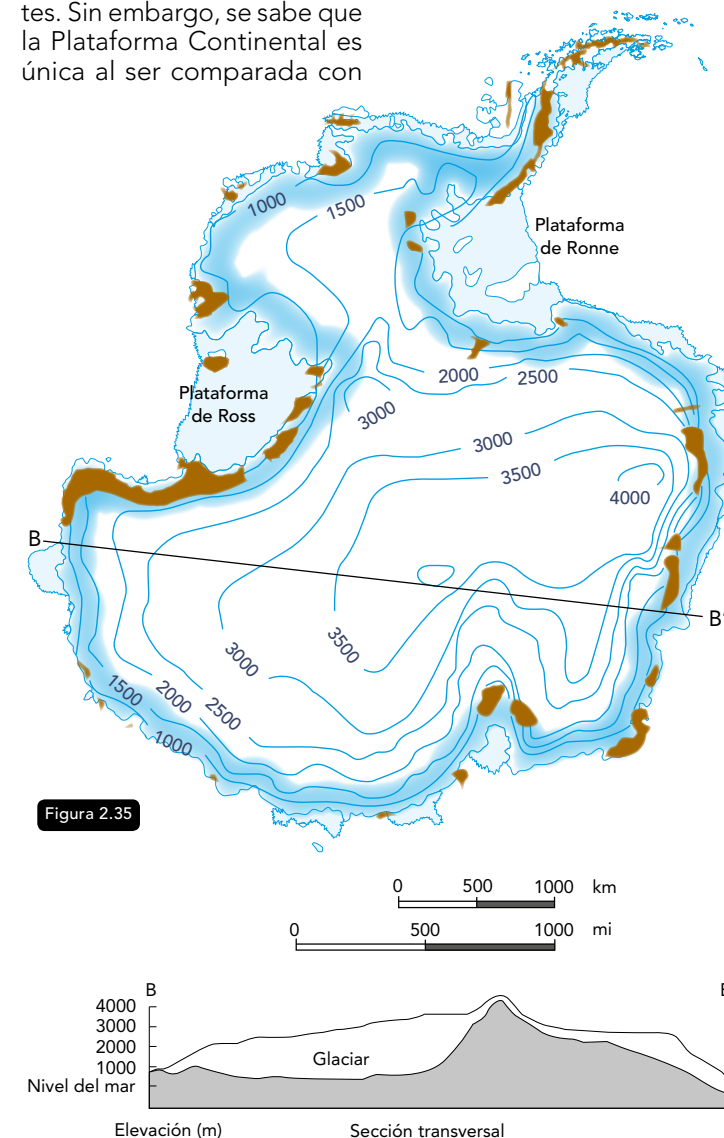 tes. Sin embargo, se sabe que
la Plataforma Continental es
única al ser comparada con
1000
1500
Plataforma
de Ronne
2000
2500
Plataforma
de Ross
3000
3000
3500
4000
B
B'
3500
3000
1500
2000
2500
1000
Figura 2.35
0 500 1000 km
0 500 1000 mi
B
4000
3000
2000
1000
Nivel del mar
Glaciar
Elevación (m)
Sección transversal